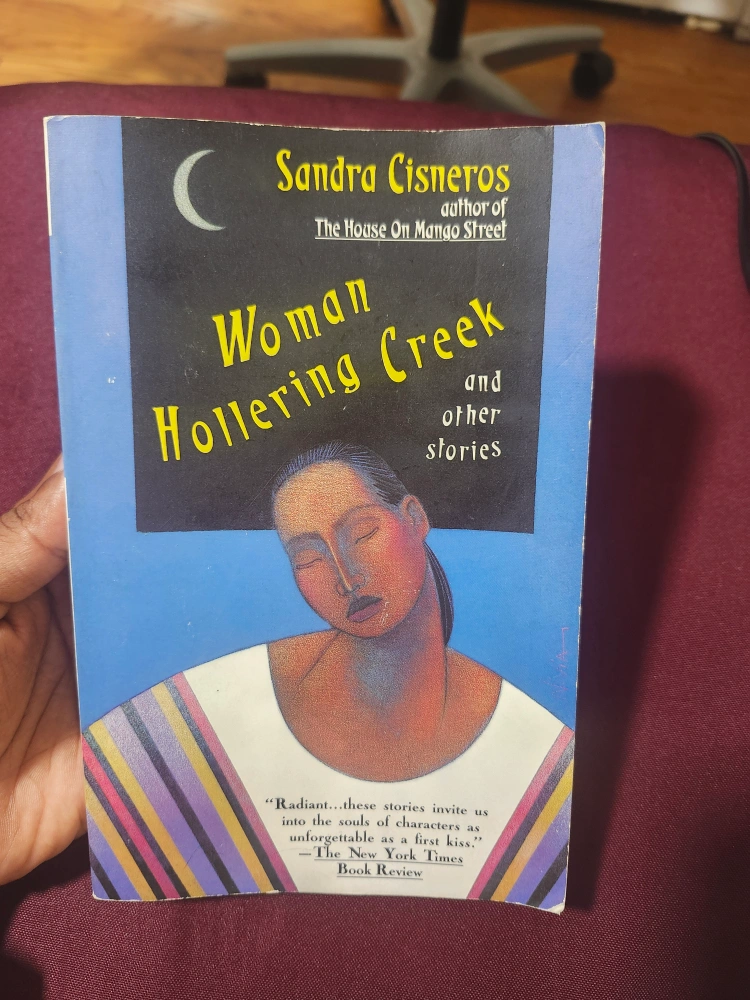 Sandra Cisneros
author of
The House On Mango Street
Woman
Hollering Creek
and
other
stories
“Radiant...these stories invite us
into the souls of characters as
unforgettable as a first kiss.”
—The New York Times
Book Review